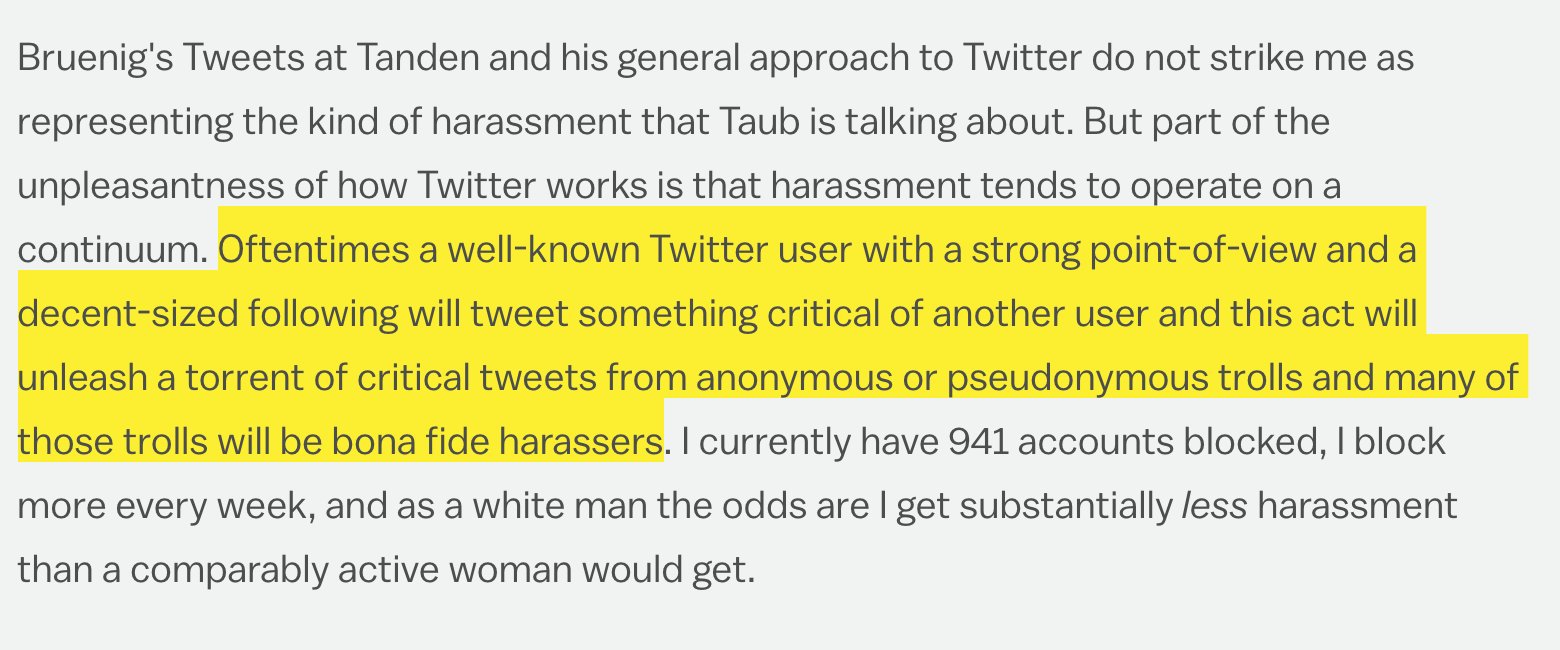 Bruenig's Tweets at Tanden and his general approach to Twitter do not strike me as
representing the kind of harassment that Taub is talking about. But part of the
unpleasantness of how Twitter works is that harassment tends to operate on a
continuum. Oftentimes a well-known Twitter user with a strong point-of-view and a
decent-sized following will tweet something critical of another user and this act will
unleash a torrent of critical tweets from anonymous or pseudonymous trolls and many of
those trolls will be bona fide harassers. I currently have 941 accounts blocked, I block
more every week, and as a white man the odds are I get substantially less harassment
than a comparably active woman would get.